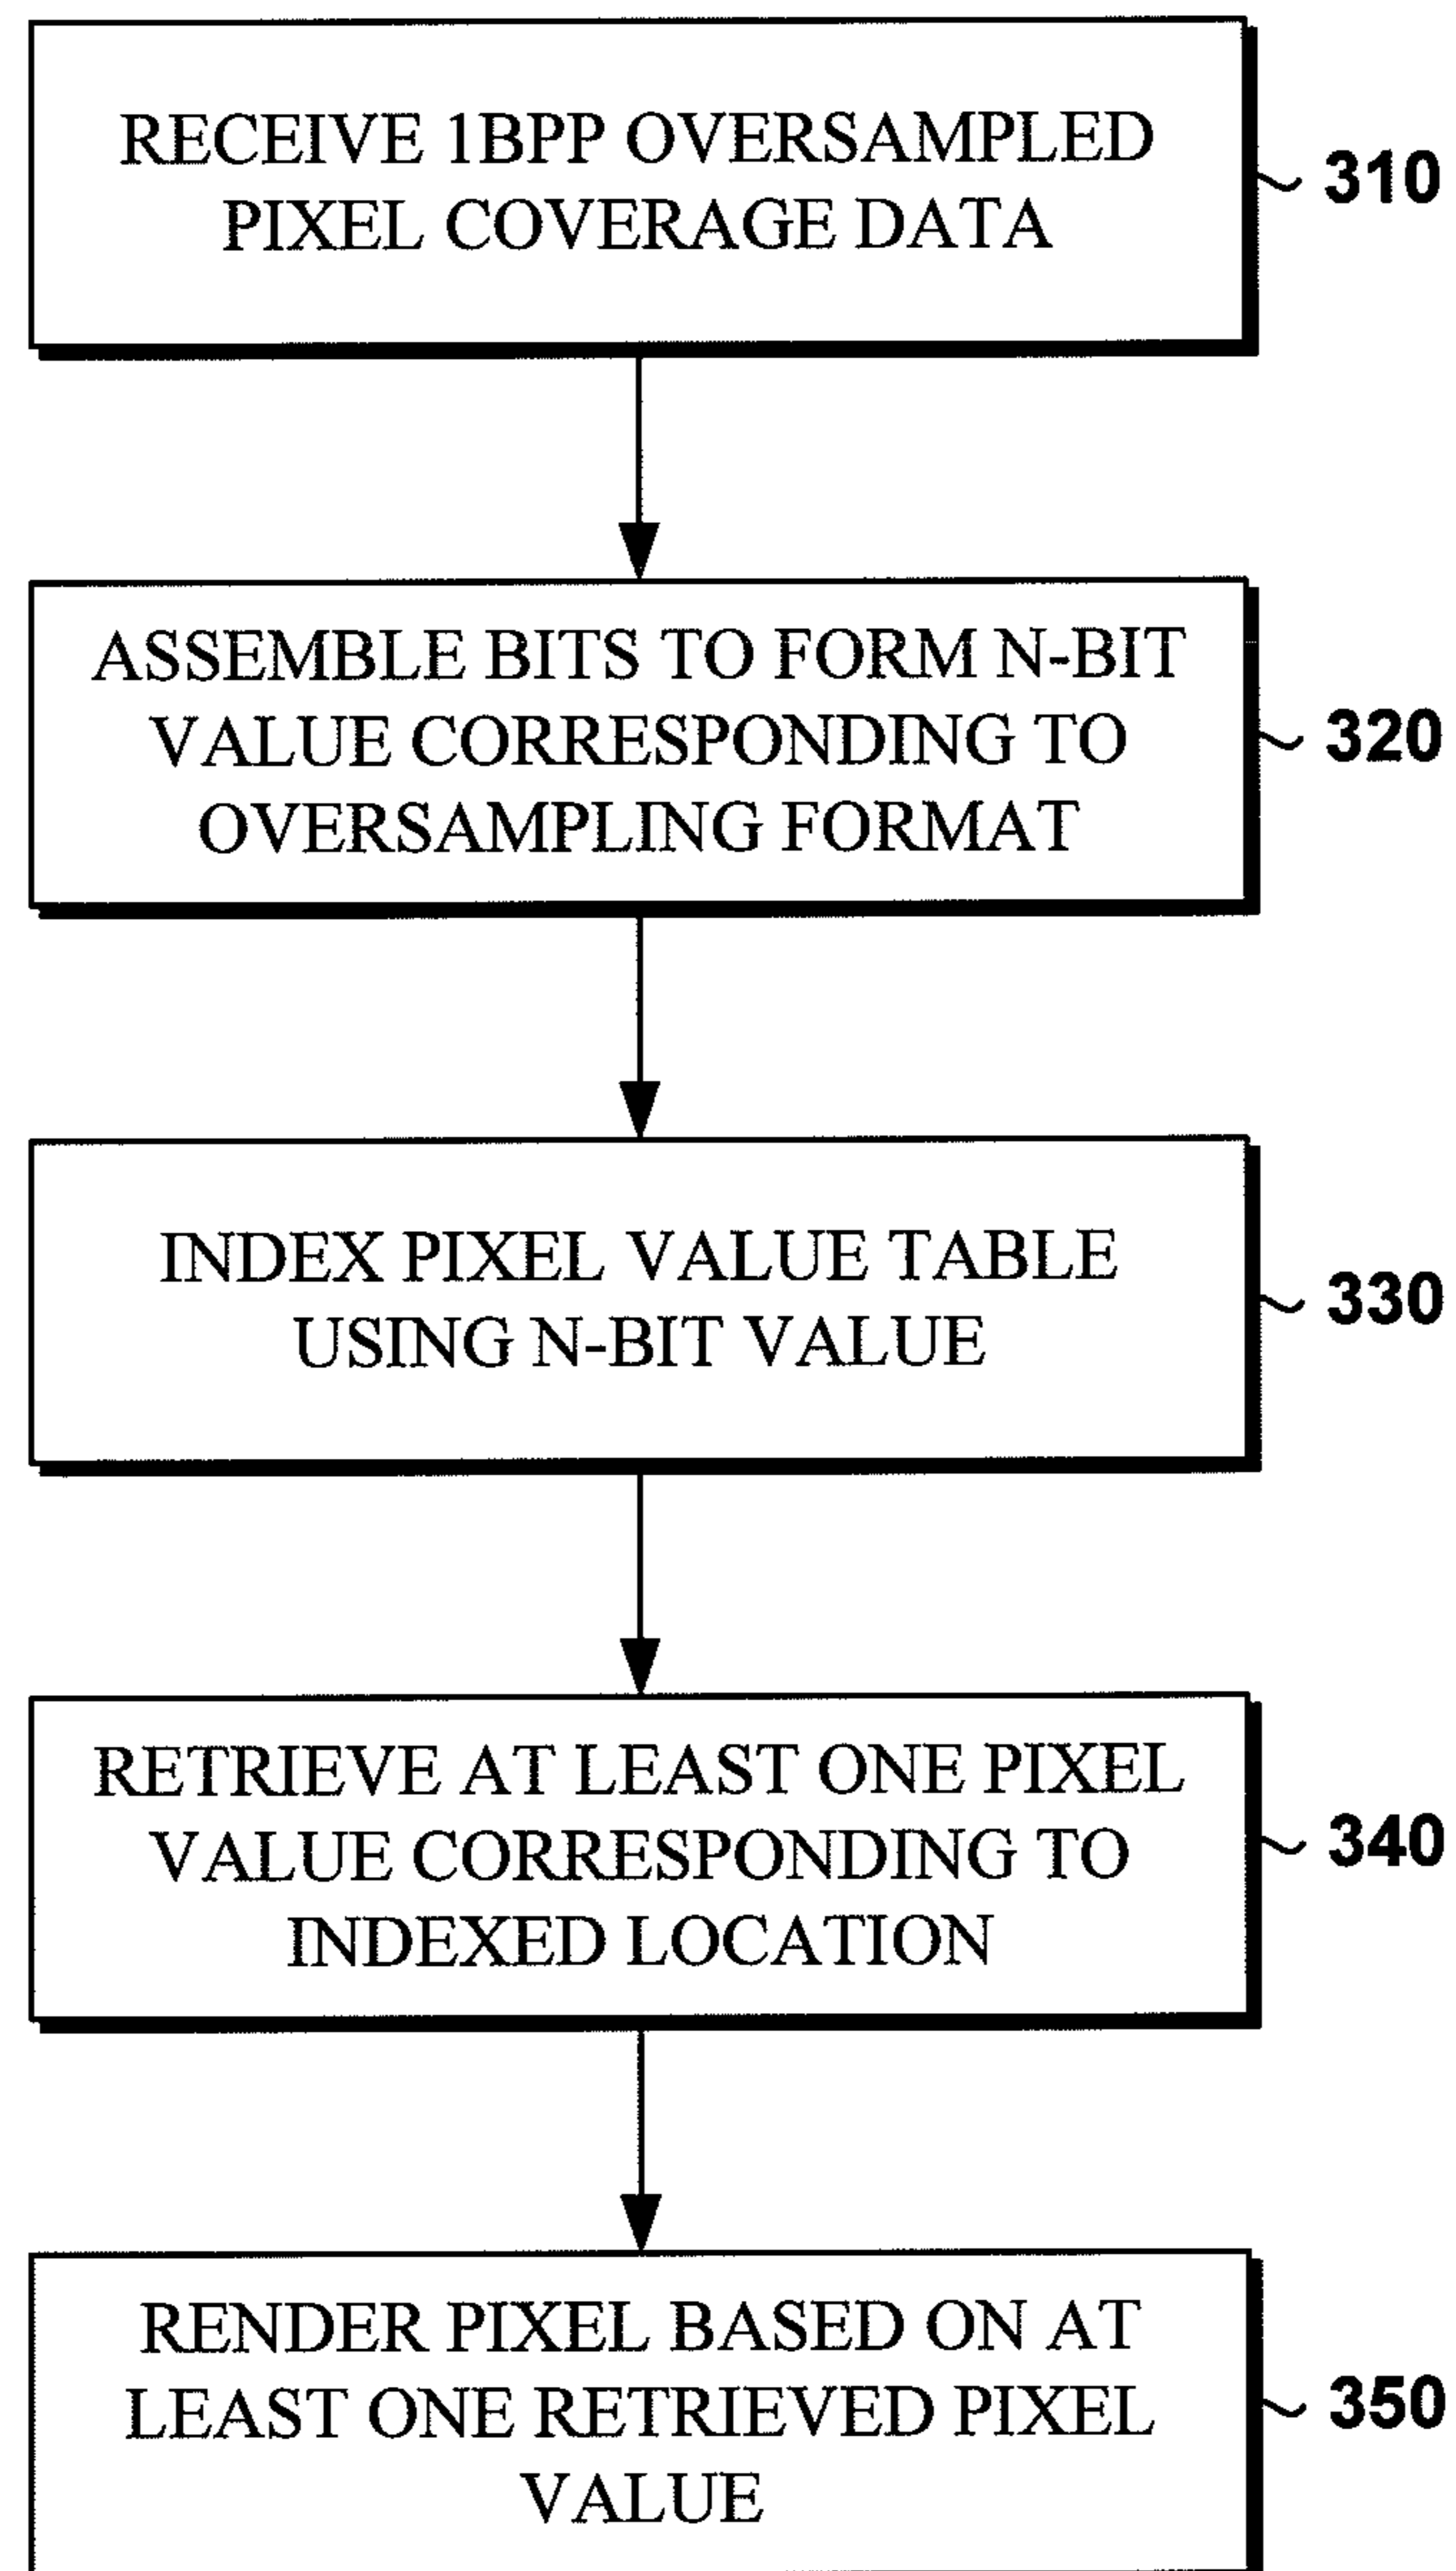 RECEIVE 1BPP OVERSAMPLED
PIXEL COVERAGE DATA
310
ASSEMBLE BITS TO FORM N-BIT
VALUE CORRESPONDING TO
OVERSAMPLING FORMAT
320
INDEX PIXEL VALUE TABLE
USING N-BIT VALUE
330
RETRIEVE AT LEAST ONE PIXEL
VALUE CORRESPONDING TO
INDEXED LOCATION
340
RENDER PIXEL BASED ON AT
LEAST ONE RETRIEVED PIXEL
VALUE
350